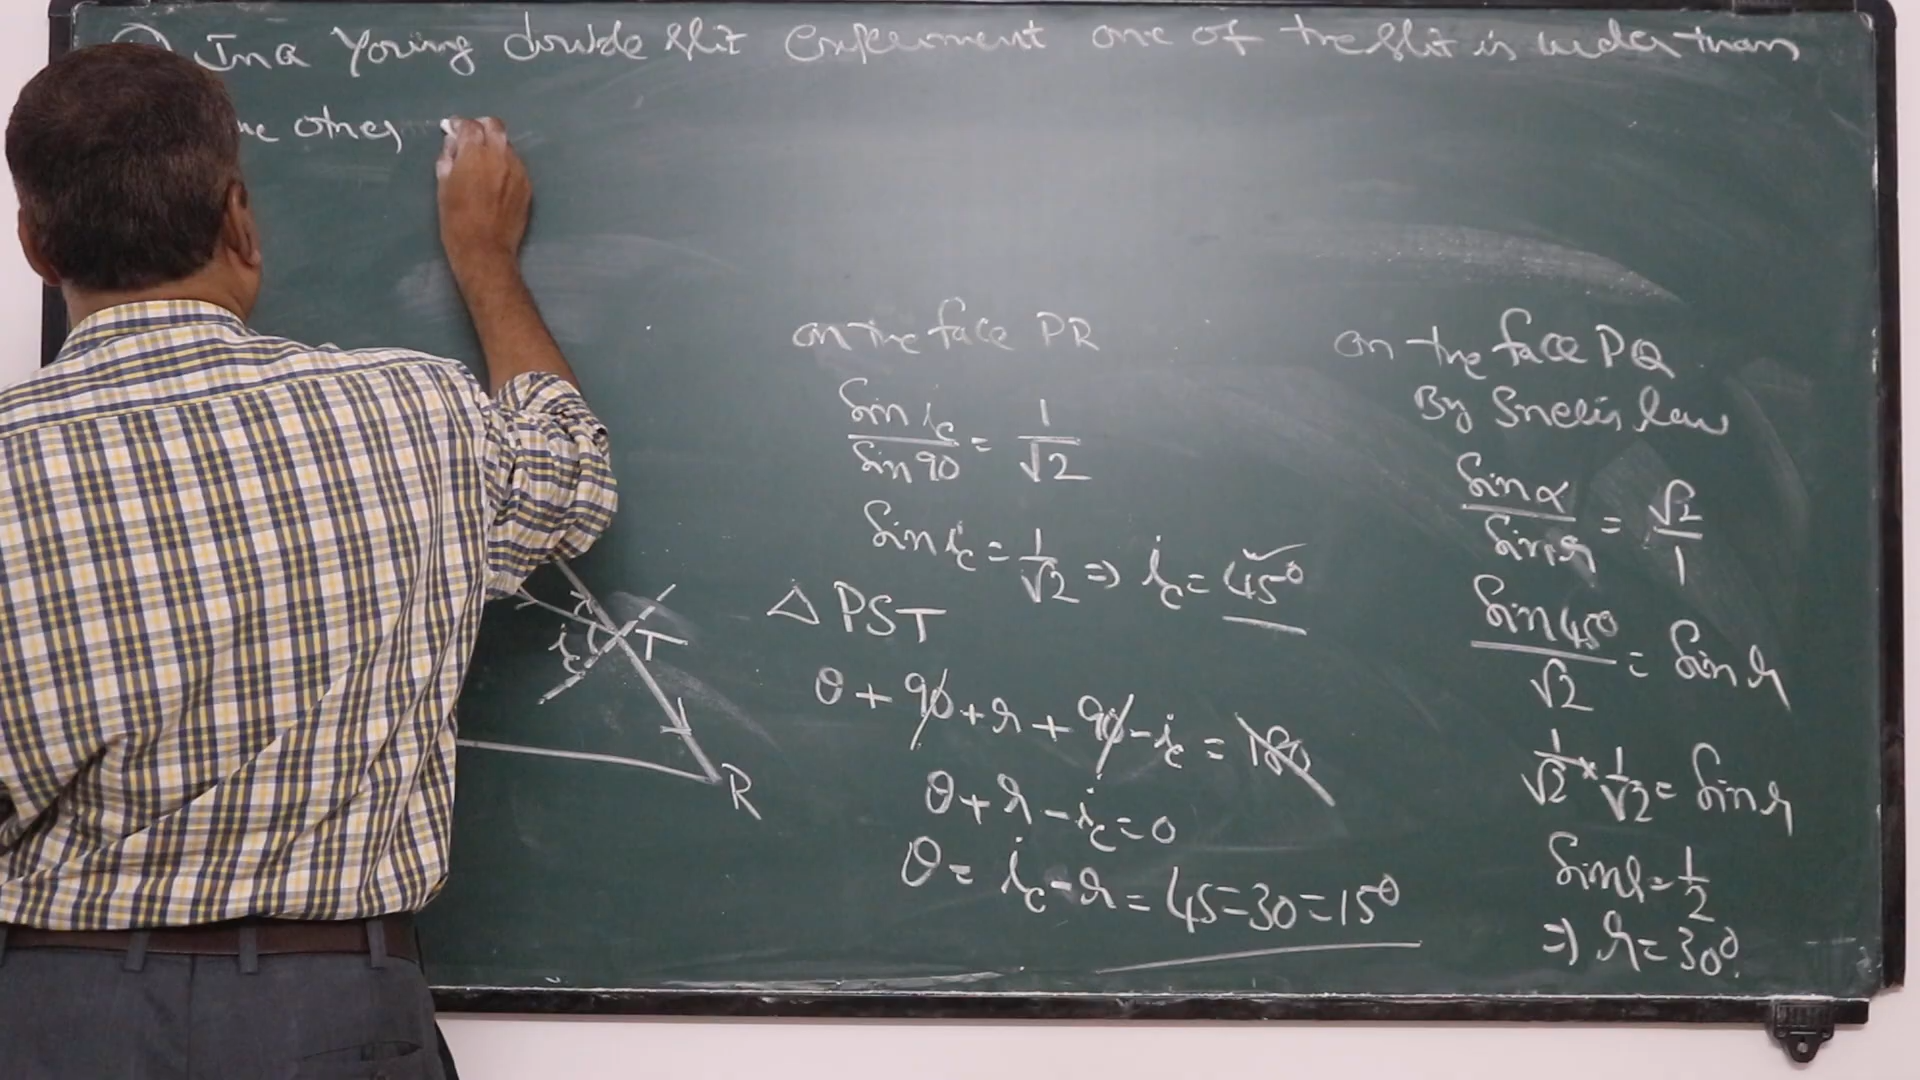 In a Young double slit experiment one of the slit is wider than
other
on the face PR
sin i_c / sin 90 = 1/√2
sin i_c = 1/√2 => i_c = 45°
△ PST
θ + 90 + r + 90 - i_c = 180
θ + r - i_c = 0
θ = i_c - r = 45 - 30 = 15°
on the face PQ
By Snell's law
sin α / sin r = √2/1
sin 45° / √2 = sin r
1/√2 × 1/√2 = sin r
sin r = 1/2
=> r = 30°
i_c
T
R